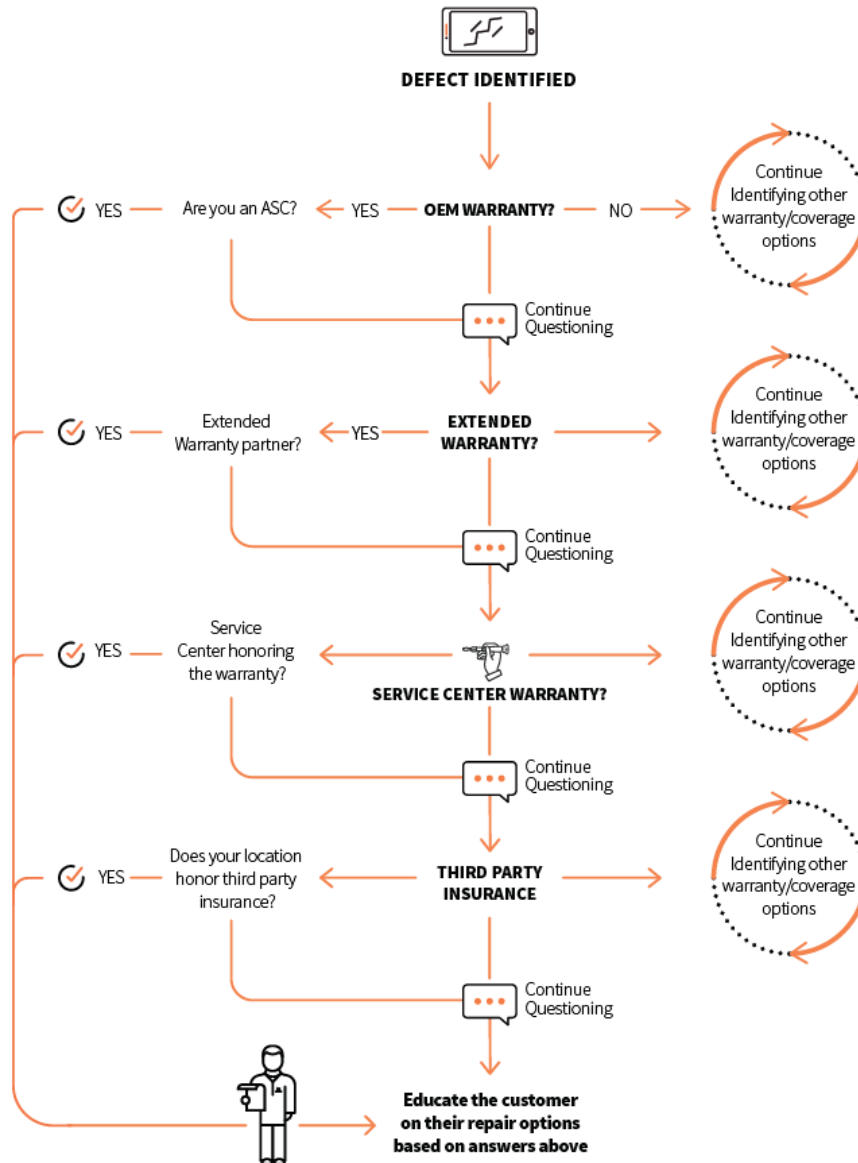 DEFECT IDENTIFIED
YES
Are you an ASC?
YES
OEM WARRANTY?
NO
Continue
Identifying other
warranty/coverage
options
Continue
Questioning
YES
Extended
Warranty partner?
YES
EXTENDED
WARRANTY?
Continue
Identifying other
warranty/coverage
options
Continue
Questioning
YES
Service
Center honoring
the warranty?
SERVICE CENTER WARRANTY?
Continue
Identifying other
warranty/coverage
options
Continue
Questioning
YES
Does your location
honor third party
insurance?
THIRD PARTY
INSURANCE
Continue
Identifying other
warranty/coverage
options
Continue
Questioning
Educate the customer
on their repair options
based on answers above